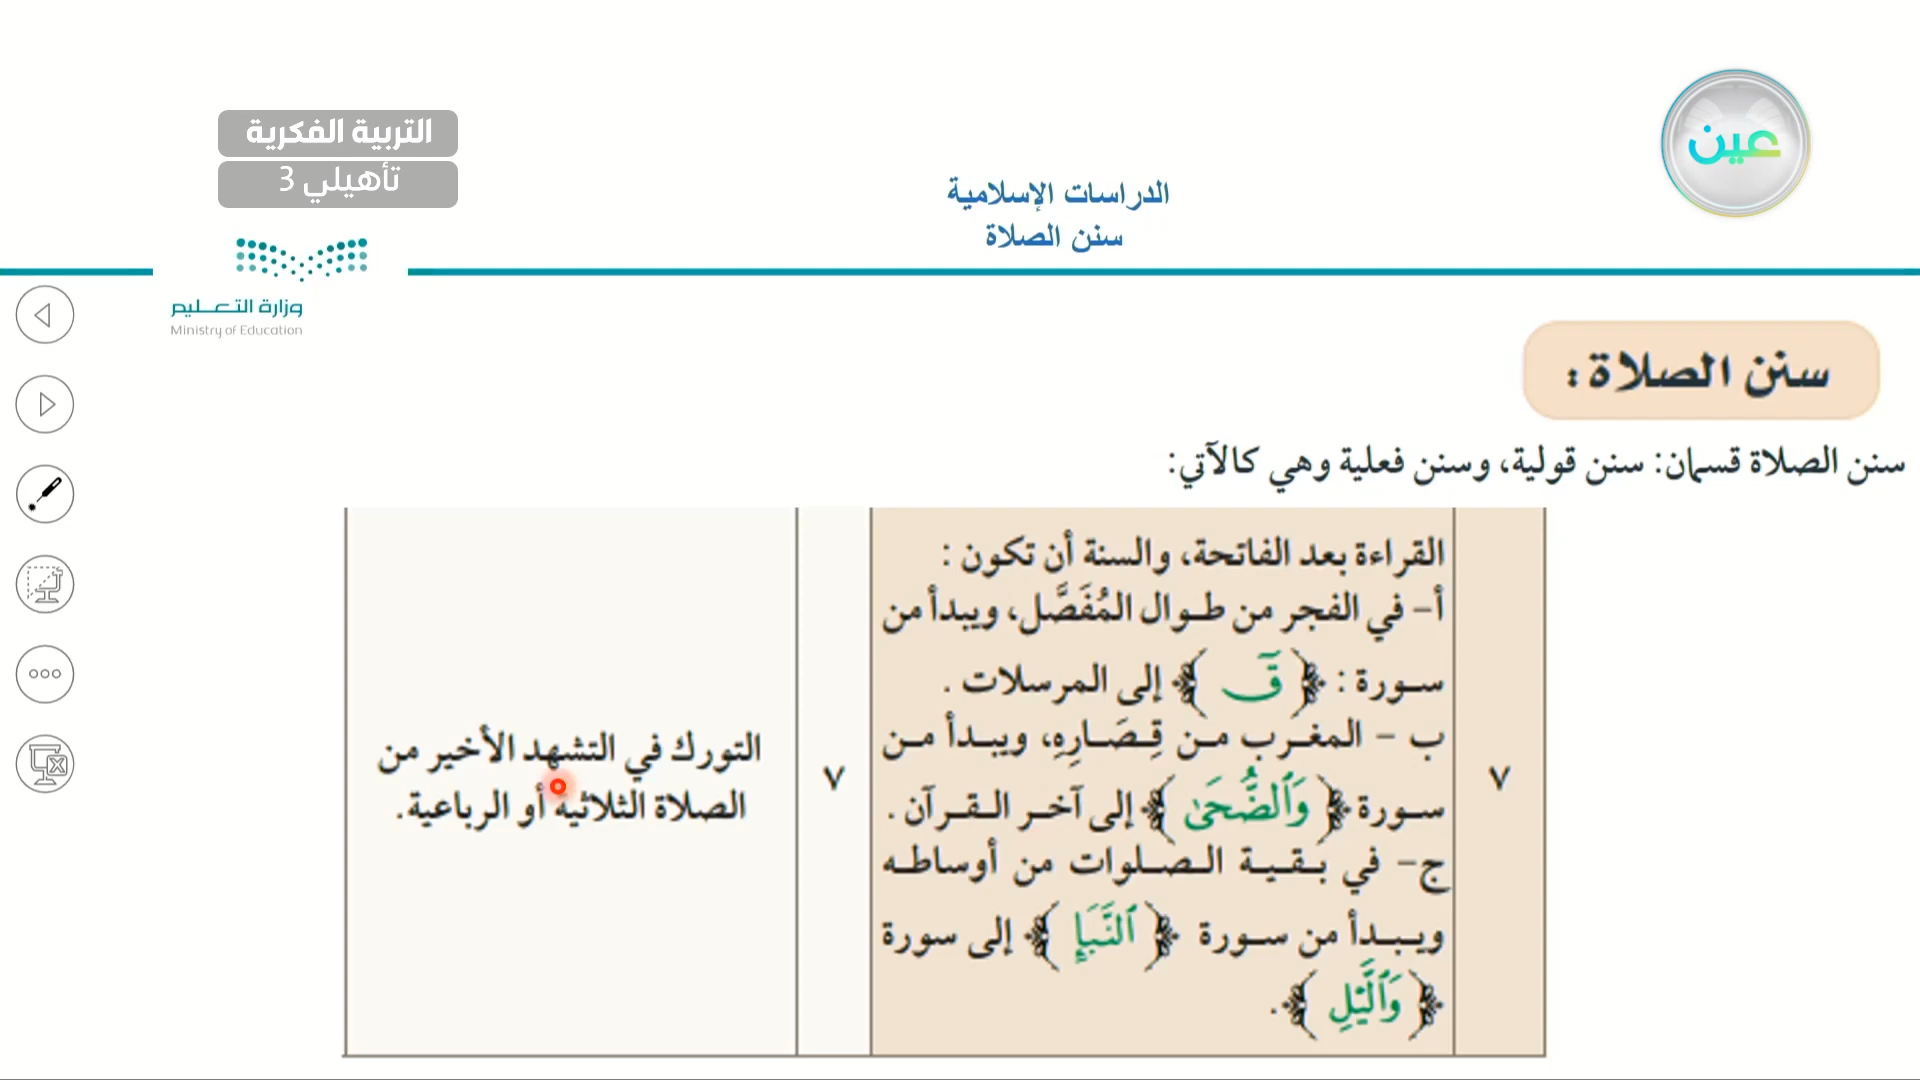 عين
التربية الفكرية
تأهيلي 3
الدراسات الإسلامية
سنن الصلاة
وزارة التعليم
Ministry of Education
سنن الصلاة :
سنن الصلاة قسمان: سنن قولية، وسنن فعلية وهي كالآتي:
٧
القراءة بعد الفاتحة، والسنة أن تكون :
أ- في الفجر من طوال المُفَصَّل، ويبدأ من
سورة : ﴿ قٓ ﴾ إلى المرسلات .
ب - المغرب من قِصَارِهِ، ويبدأ من
سورة ﴿ وَٱلضُّحَىٰ ﴾ إلى آخر القرآن .
ج- في بقية الصلوات من أوساطه
ويبدأ من سورة ﴿ ٱلنَّبَإِ ﴾ إلى سورة
﴿ وَٱلَّيْلِ ﴾.
٧
التورك في التشهد الأخير من
الصلاة الثلاثية أو الرباعية.